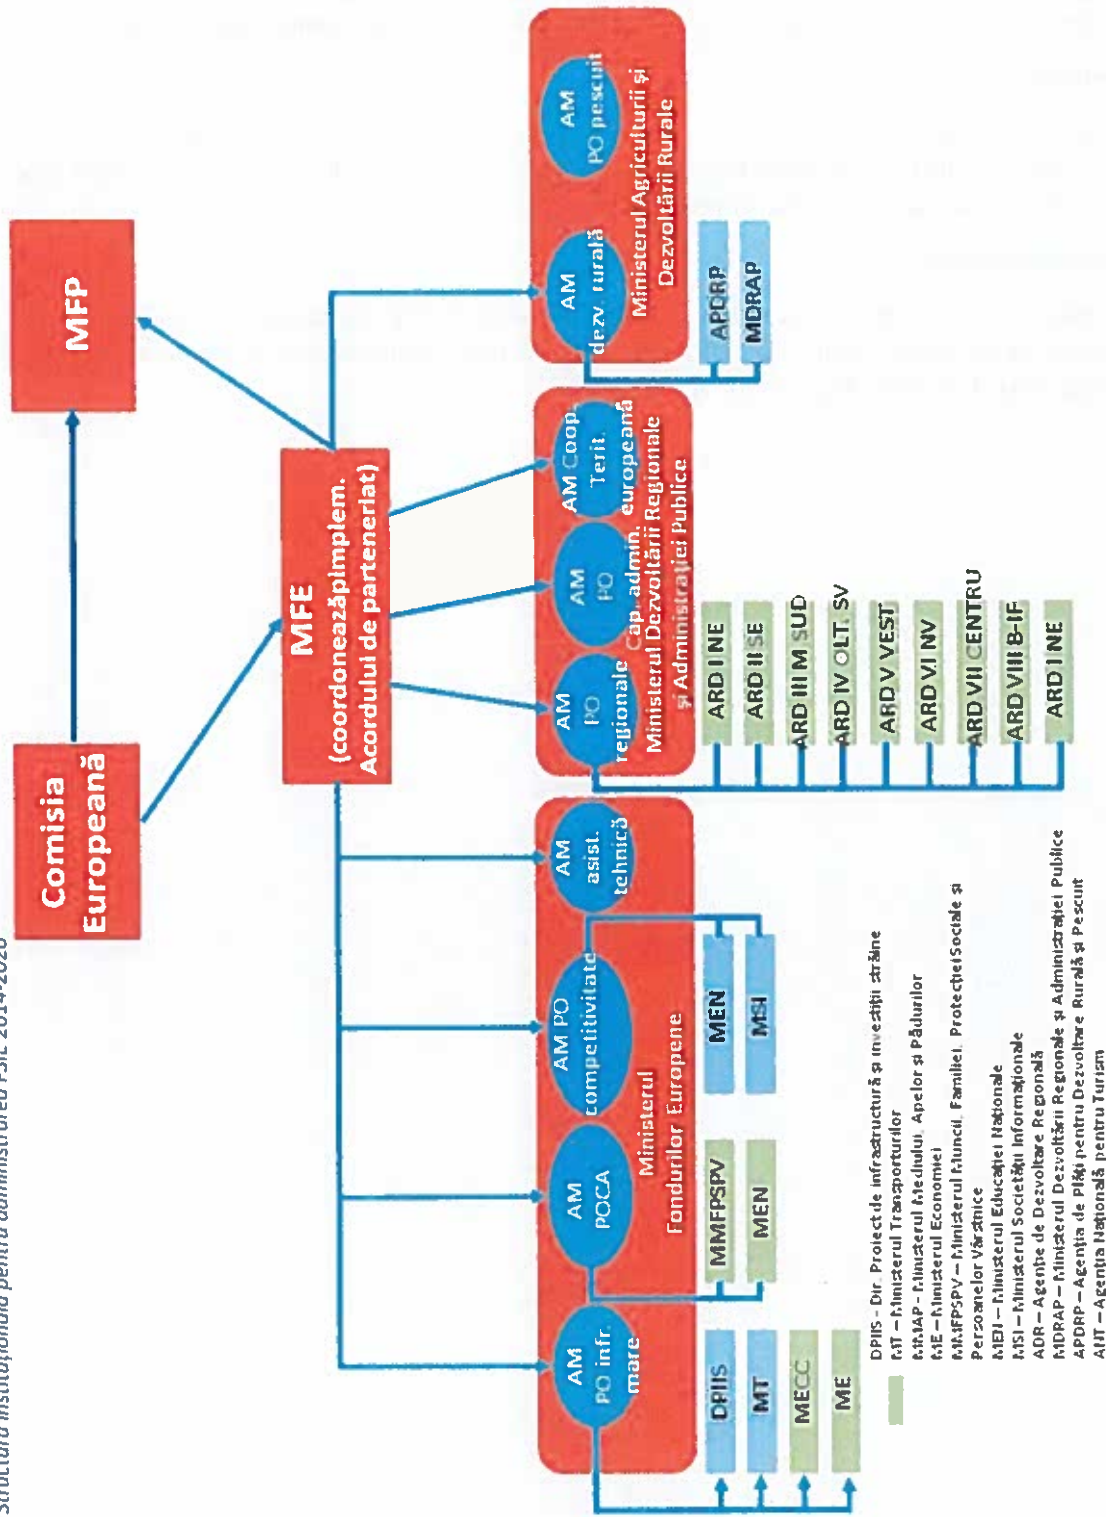 Structura instituțională pentru administrarea FSIE 2014-2020
Comisia
Europeană
MFP
MFE
(coordoneazăpimplem.
Acordului de parteneriat)
AM
PO infr.
mare
AM
POCA
AM PO
competitivitate
AM
asist.
tehnică
Ministerul
Fondurilor Europene
AM
PO
regionale
AM
PO
Cap. admin.
AM Coop.
Terit.
europeană
Ministerul Dezvoltării Regionale
și Administrației Publice
AM
dezv. rurală
AM
PO pescuit
Ministerul Agriculturii și
Dezvoltării Rurale
DPIIS
MT
MECC
ME
MMFPSPV
MEN
MEN
MSI
ARD I NE
ARD II SE
ARD III M SUD
ARD IV OLT. SV
ARD V VEST
ARD VI NV
ARD VII CENTRU
ARD VIII B-IF
ARD I NE
APDRP
MDRAP
DPIIS - Dir. Proiect de infrastructură și investiții străine
MT – Ministerul Transporturilor
MMAP - Ministerul Mediului, Apelor și Pădurilor
ME – Ministerul Economiei
MMFPSPV – Ministerul Muncii, Familiei, Protecției Sociale și
Persoanelor Vârstnice
MEN – Ministerul Educației Naționale
MSI – Ministerul Societății Informaționale
ADR – Agenție de Dezvoltare Regională
MDRAP – Ministerul Dezvoltării Regionale și Administrației Publice
APDRP – Agenția de Plăți pentru Dezvoltare Rurală și Pescuit
ANT – Agenția Națională pentru Turism